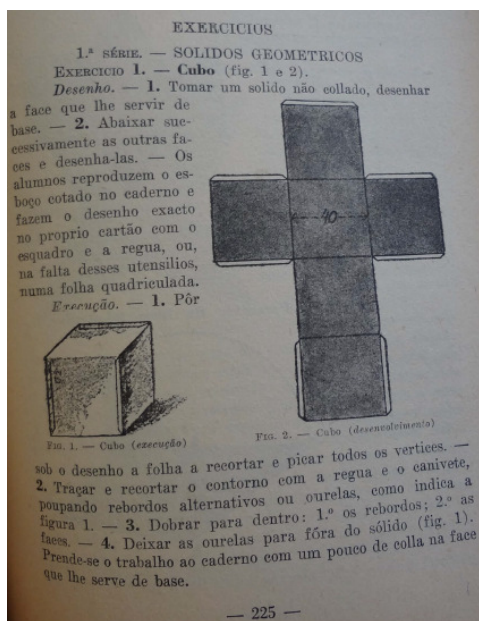 EXERCICIOS
1.ª SÉRIE. — SOLIDOS GEOMETRICOS
EXERCICIO 1. — Cubo (fig. 1 e 2).
Desenho. — 1. Tomar um solido não collado, desenhar
a face que lhe servir de
base. — 2. Abaixar suc-
cessivamente as outras fa-
ces e desenha-las. — Os
alumnos reproduzem o es-
boço cotado no caderno e
fazem o desenho exacto
no proprio cartão com o
esquadro e a regua, ou,
na falta desses utensilios,
numa folha quadriculada.
Execução. — 1. Pôr
40
FIG. 1. — Cubo (execução)
FIG. 2. — Cubo (desenvolvimento)
sob o desenho a folha a recortar e picar todos os vertices. —
2. Traçar e recortar o contorno com a regua e o canivete,
poupando rebordos alternativos ou ourelas, como indica a
figura 1. — 3. Dobrar para dentro: 1.º os rebordos; 2.º as
faces. — 4. Deixar as ourelas para fóra do sólido (fig. 1).
Prende-se o trabalho ao caderno com um pouco de colla na face
que lhe serve de base.
— 225 —